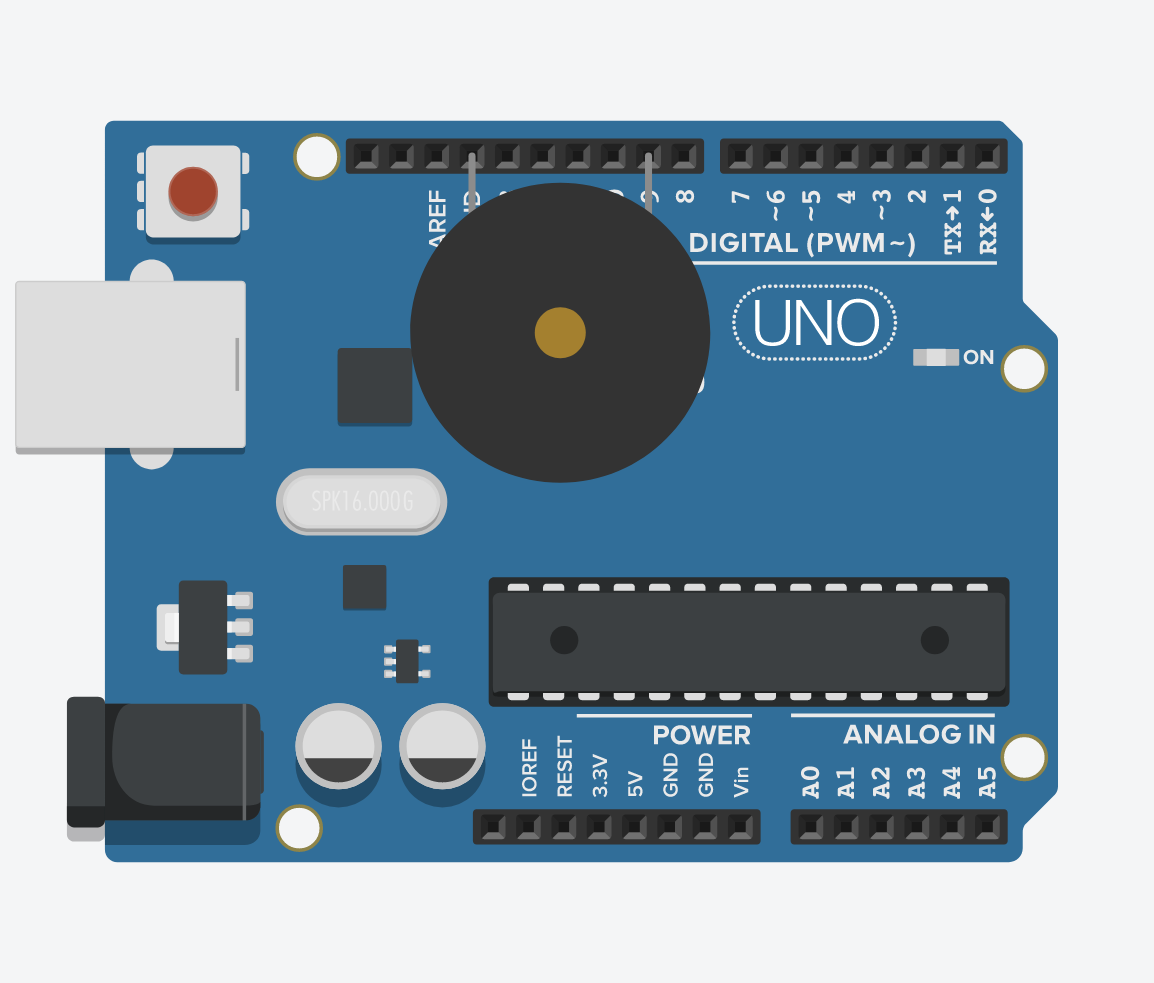 AREF
8
7
~6
~5
4
~3
2
TX→1
RX←0
DIGITAL (PWM~)
UNO
ON
SPK16.000G
POWER
ANALOG IN
IOREF
RESET
3.3V
5V
GND
GND
Vin
A0
A1
A2
A3
A4
A5